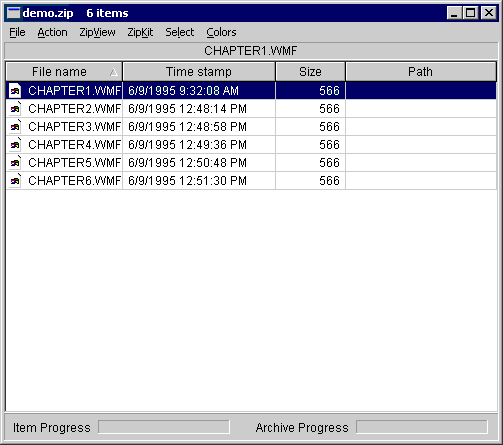 demo.zip 6 items
File Action ZipView ZipKit Select Colors
CHAPTER1.WMF
File name Time stamp Size Path
CHAPTER1.WMF 6/9/1995 9:32:08 AM 566
CHAPTER2.WMF 6/9/1995 12:48:14 PM 566
CHAPTER3.WMF 6/9/1995 12:48:58 PM 566
CHAPTER4.WMF 6/9/1995 12:49:36 PM 566
CHAPTER5.WMF 6/9/1995 12:50:48 PM 566
CHAPTER6.WMF 6/9/1995 12:51:30 PM 566
Item Progress Archive Progress